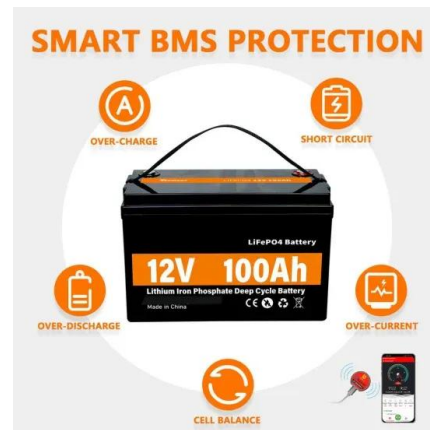 SMART BMS PROTECTION
OVER-CHARGE
SHORT CIRCUIT
LiFePO4 Battery
12V 100Ah
Lithium Iron Phosphate Deep Cycle Battery
Made in China
CE
OVER-DISCHARGE
OVER-CURRENT
CELL BALANCE